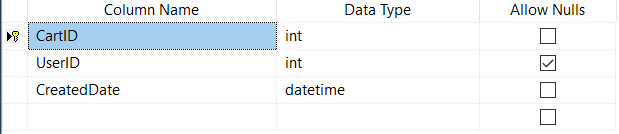 Column Name Data Type Allow Nulls
CartID int
UserID int
CreatedDate datetime